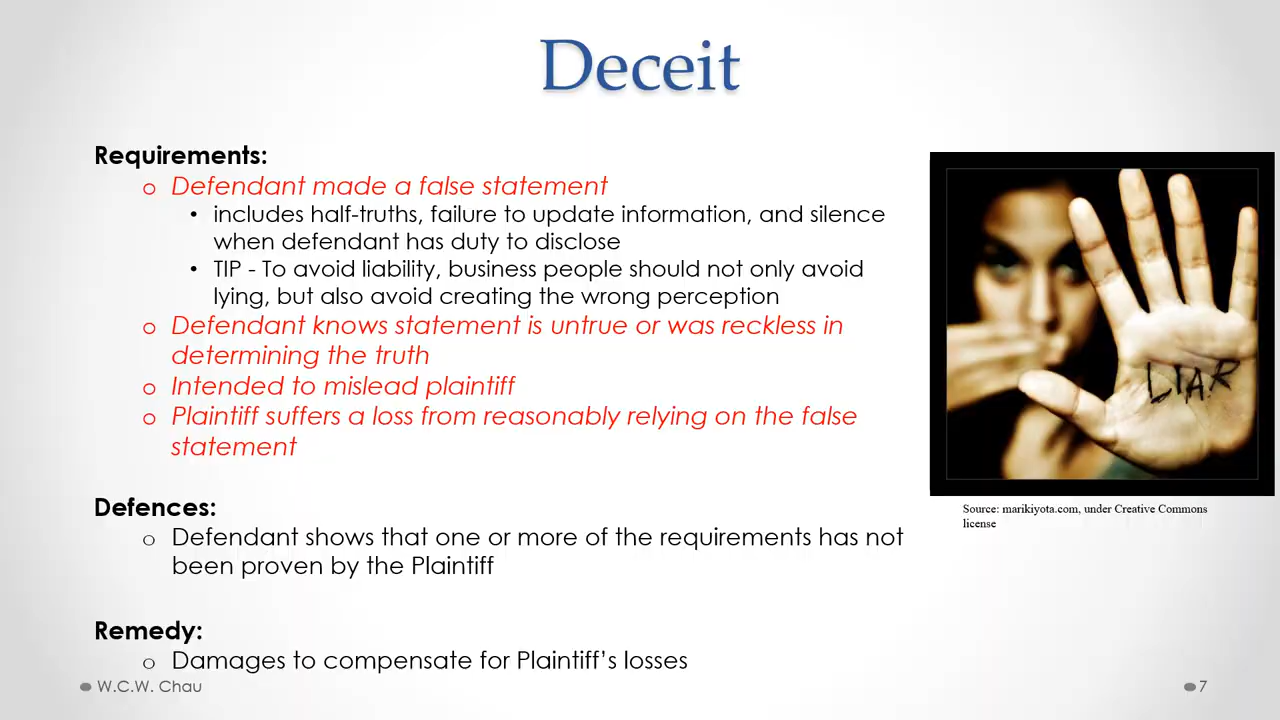 Deceit
Requirements:
o Defendant made a false statement
• includes half-truths, failure to update information, and silence
when defendant has duty to disclose
• TIP - To avoid liability, business people should not only avoid
lying, but also avoid creating the wrong perception
o Defendant knows statement is untrue or was reckless in
determining the truth
o Intended to mislead plaintiff
o Plaintiff suffers a loss from reasonably relying on the false
statement
LIAR
Source: marikiyota.com, under Creative Commons
license
Defences:
o Defendant shows that one or more of the requirements has not
been proven by the Plaintiff
Remedy:
o Damages to compensate for Plaintiff’s losses
W.C.W. Chau
7